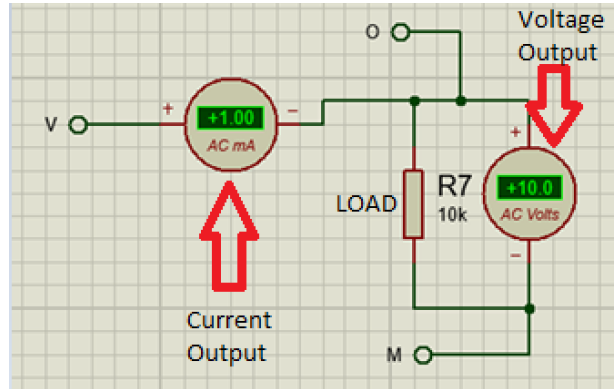 Voltage
Output
O
V
+
+1.00
AC mA
−
+
LOAD
R7
10k
+10.0
AC Volts
−
Current
Output
M